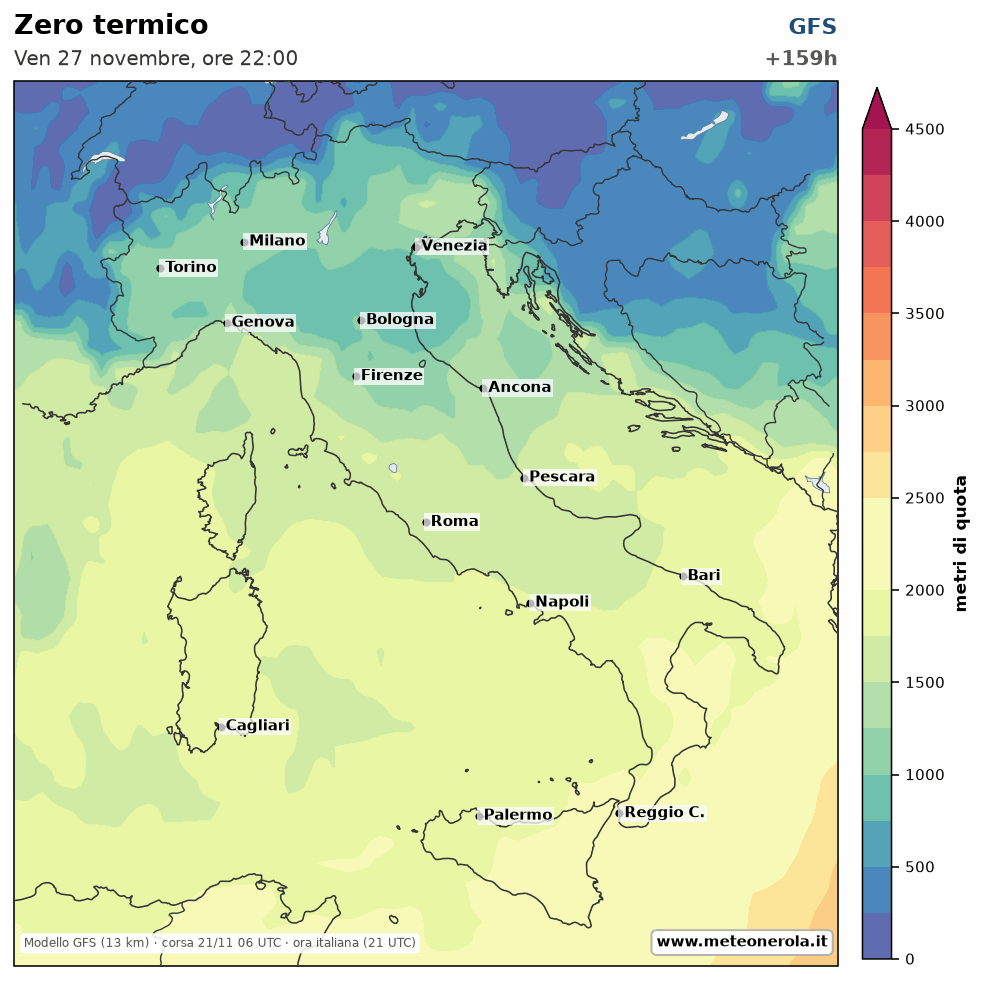 Zero termico
GFS
Ven 27 novembre, ore 22:00
+159h
4500
4000
3500
3000
2500
2000
1500
1000
500
0
metri di quota
Milano
Venezia
Torino
Genova
Bologna
Firenze
Ancona
Pescara
Roma
Bari
Napoli
Cagliari
Palermo
Reggio C.
Modello GFS (13 km) · corsa 21/11 06 UTC · ora italiana (21 UTC)
www.meteonerola.it